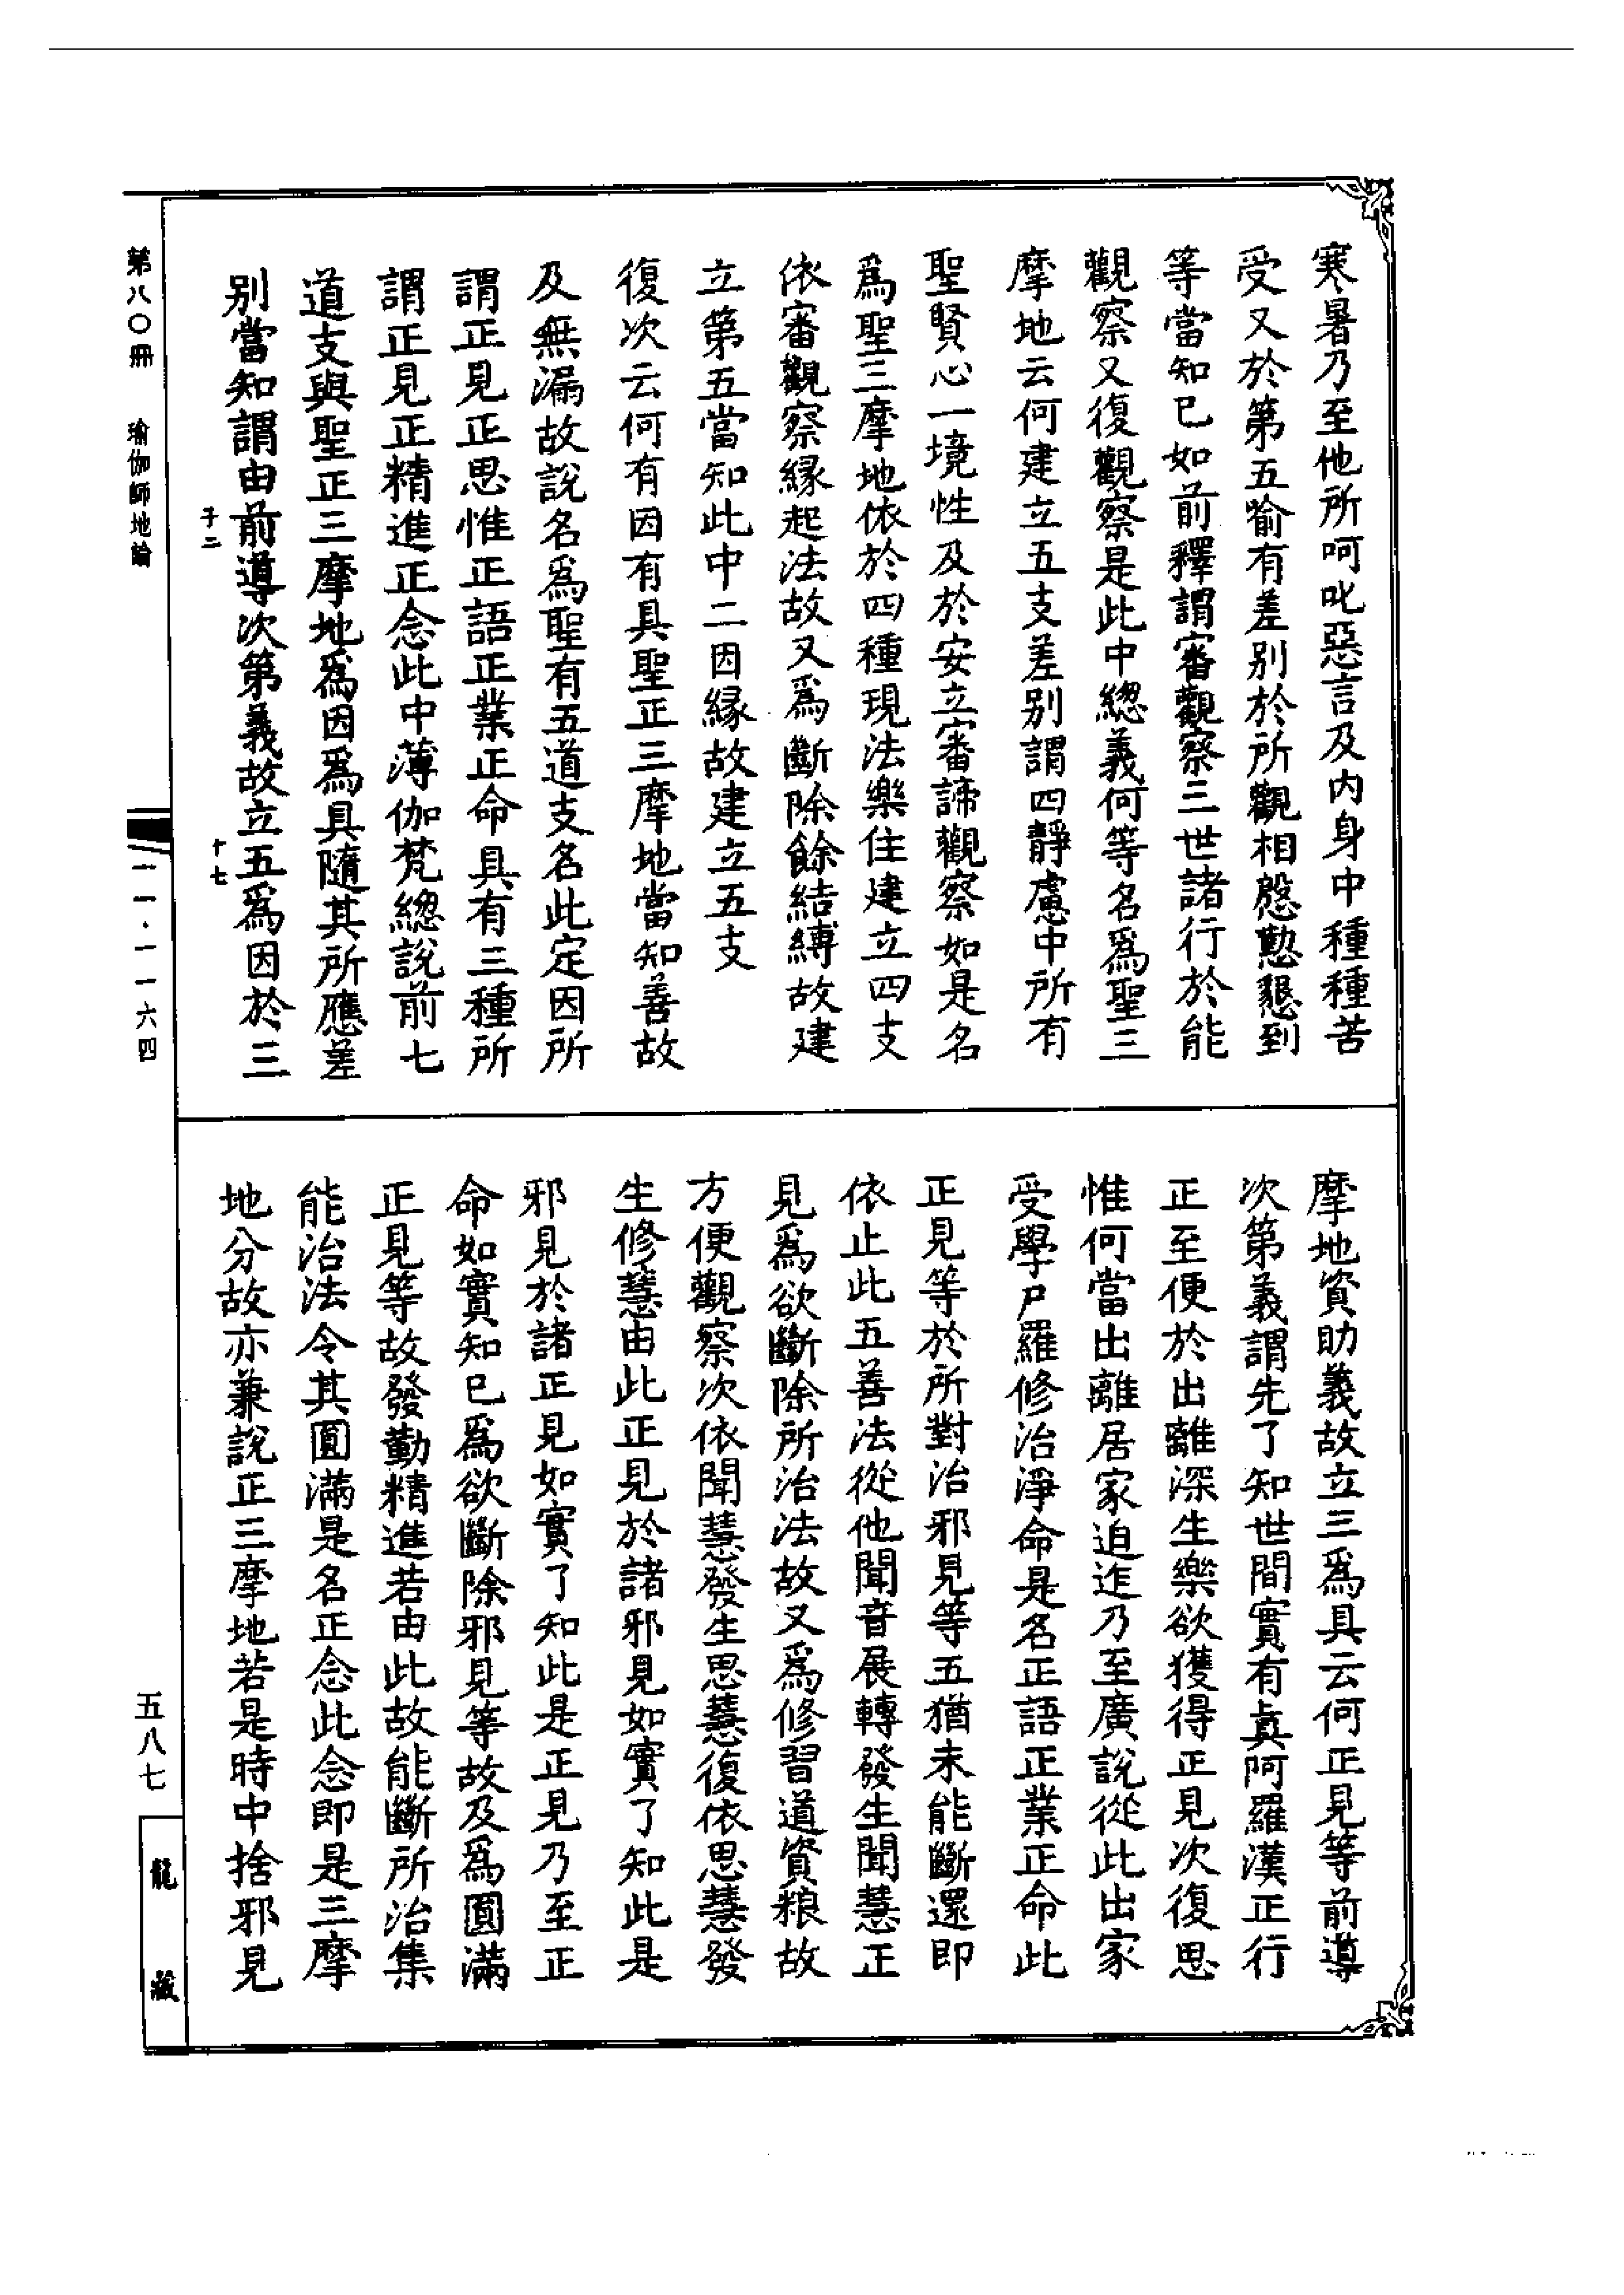 寒暑乃至他所呵叱惡言及内身中種種苦
受又於第五喻有差别於所觀相慇懃懇到
等當知已如前釋謂審觀察三世諸行於能
觀察又復觀察是此中總義何等名爲聖三
摩地云何建立五支差别謂四靜慮中所有
聖賢心一境性及於安立審諦觀察如是名
爲聖三摩地依於四種現法樂住建立四支
依審觀察緣起法故又爲斷除餘結縛故建
立第五當知此中二因緣故建立五支
復次云何有因有具聖正三摩地當知善故
及無漏故說名爲聖有五道支名此定因所
謂正見正思惟正語正業正命具有三種所
謂正見正精進正念此中薄伽梵總說前七
道支與聖正三摩地爲因爲具隨其所應差
别當知謂由前導次第義故立五爲因於三
摩地資助義故立三爲具云何正見等前導
次第義謂先了知世間實有眞阿羅漢正行
正至便於出離深生樂欲獲得正見次復思
惟何當出離居家迫迮乃至廣說從此出家
受學尸羅修治淨命是名正語正業正命此
正見等於所對治邪見等五猶未能斷還即
依止此五善法從他聞音展轉發生聞慧正
見爲欲斷除所治法故又爲修習道資粮故
方便觀察次依聞慧發生思慧復依思慧發
生修慧由此正見於諸邪見如實了知此是
邪見於諸正見如實了知此是正見乃至正
命如實知已爲欲斷除邪見等故及爲圓滿
正見等故發勤精進若由此故能斷所治集
能治法令其圓滿是名正念此念即是三摩
地分故亦兼說正三摩地若是時中捨邪見
子二
十七
第八〇冊
瑜伽師地論
一一·一一六四
五八七
龍藏